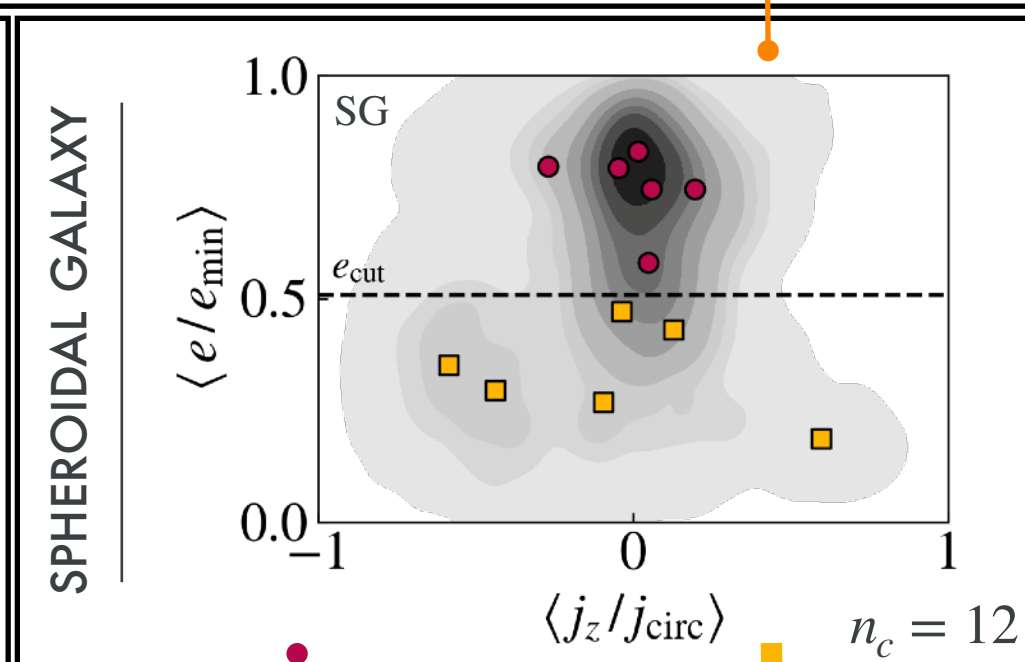 SPHEROIDAL GALAXY
⟨e/e_min⟩
1.0
SG
e_cut
0.5
0.0
−1
0
1
⟨j_z/j_circ⟩
n_c = 12